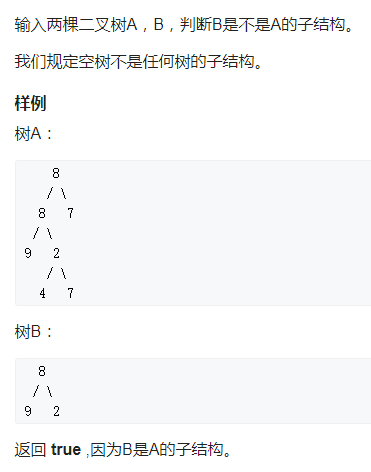 输入两棵二叉树A，B，判断B是不是A的子结构。
我们规定空树不是任何树的子结构。
样例
树A：
8
/ \
8 7
/ \
9 2
/ \
4 7
树B：
8
/ \
9 2
返回 true ,因为B是A的子结构。